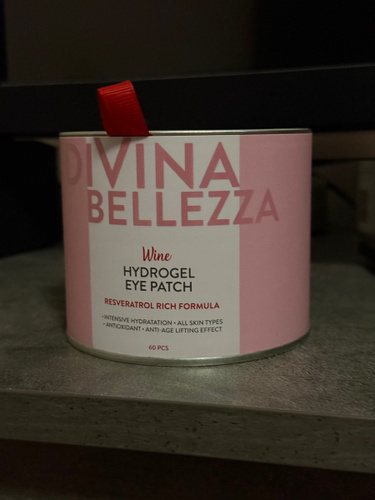 DIVINA
BELLEZZA
Wine
HYDROGEL
EYE PATCH
RESVERATROL RICH FORMULA
•INTENSIVE HYDRATATION • ALL SKIN TYPES
• ANTIOXIDANT • ANTI-AGE LIFTING EFFECT
60 PCS